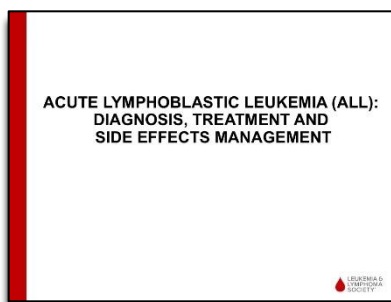 ACUTE LYMPHOBLASTIC LEUKEMIA (ALL):
DIAGNOSIS, TREATMENT AND
SIDE EFFECTS MANAGEMENT
LEUKEMIA &
LYMPHOMA
SOCIETY